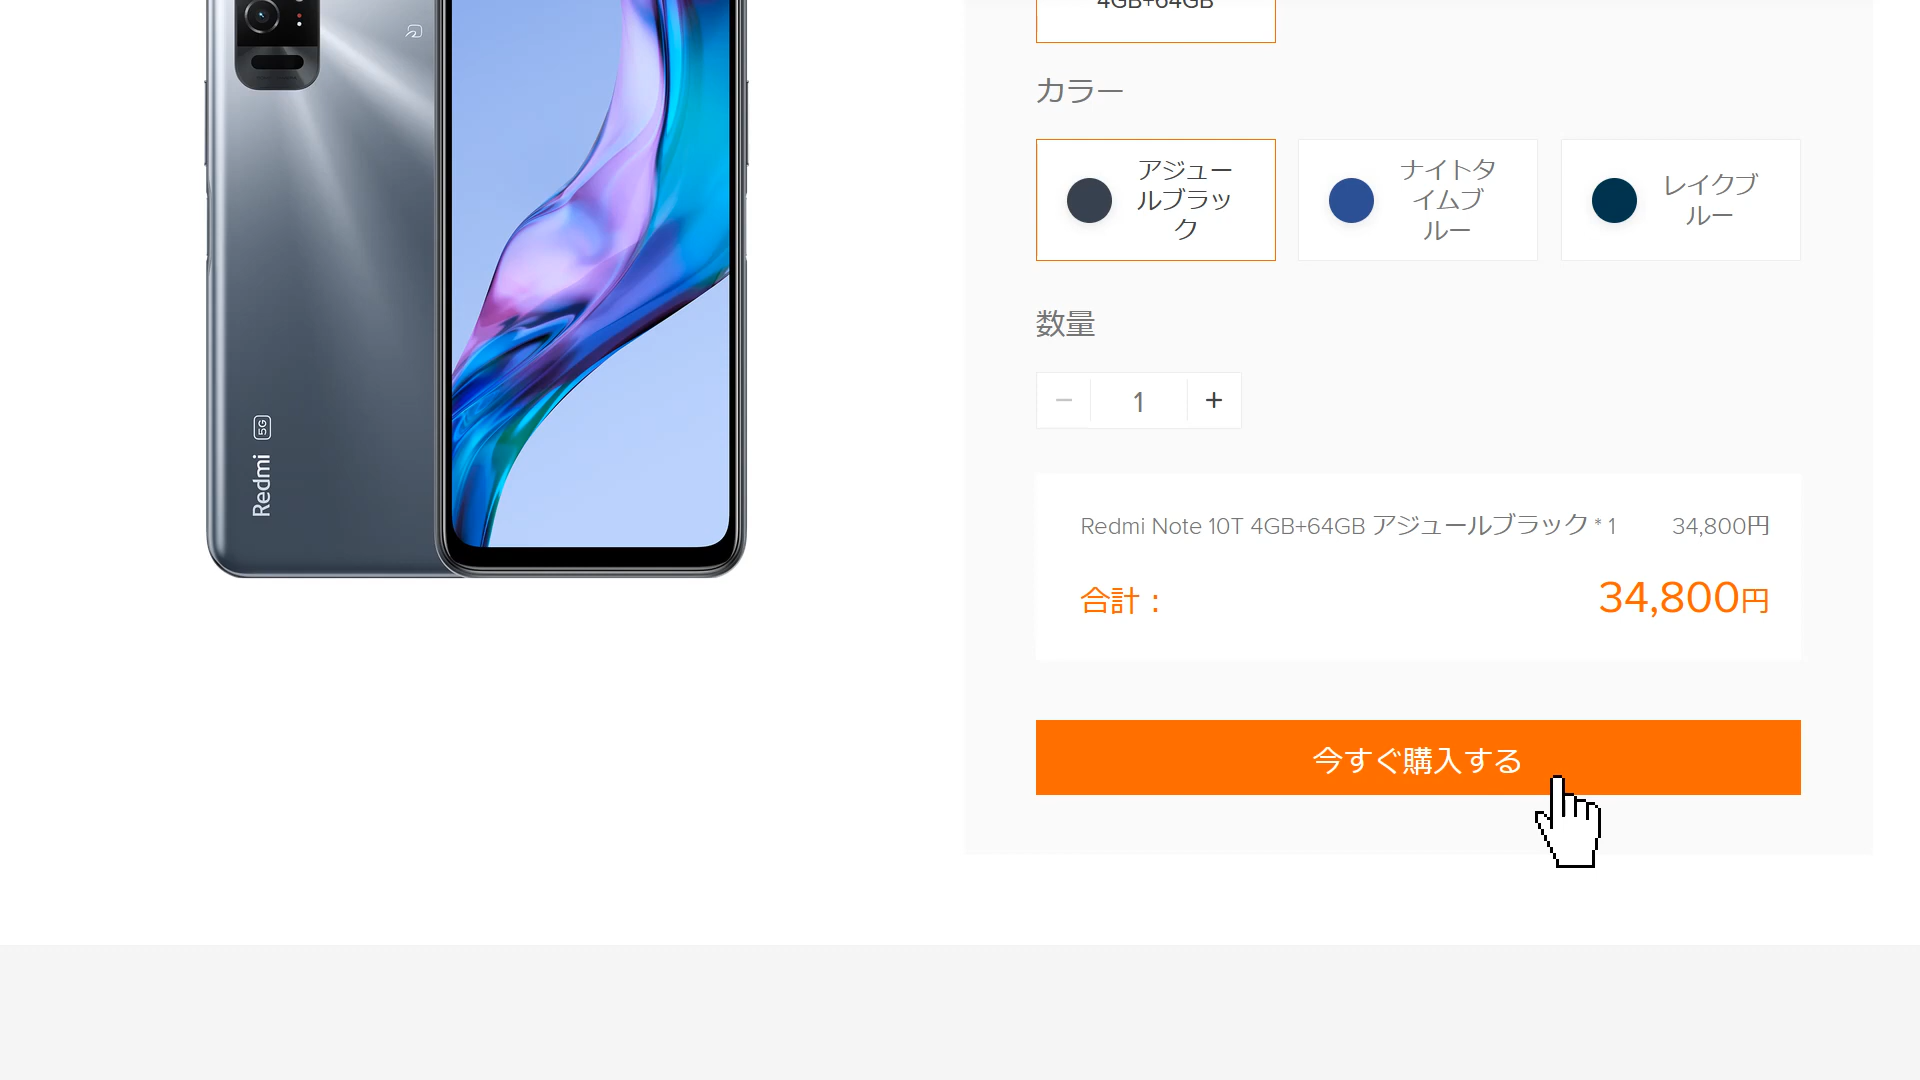 4GB+64GB
カラー
アジュー
ルブラッ
ク
ナイトタ
イムブ
ルー
レイクブ
ルー
数量
− 1 +
Redmi Note 10T 4GB+64GB アジュールブラック * 1 34,800円
合計：34,800円
今すぐ購入する
Redmi 5G